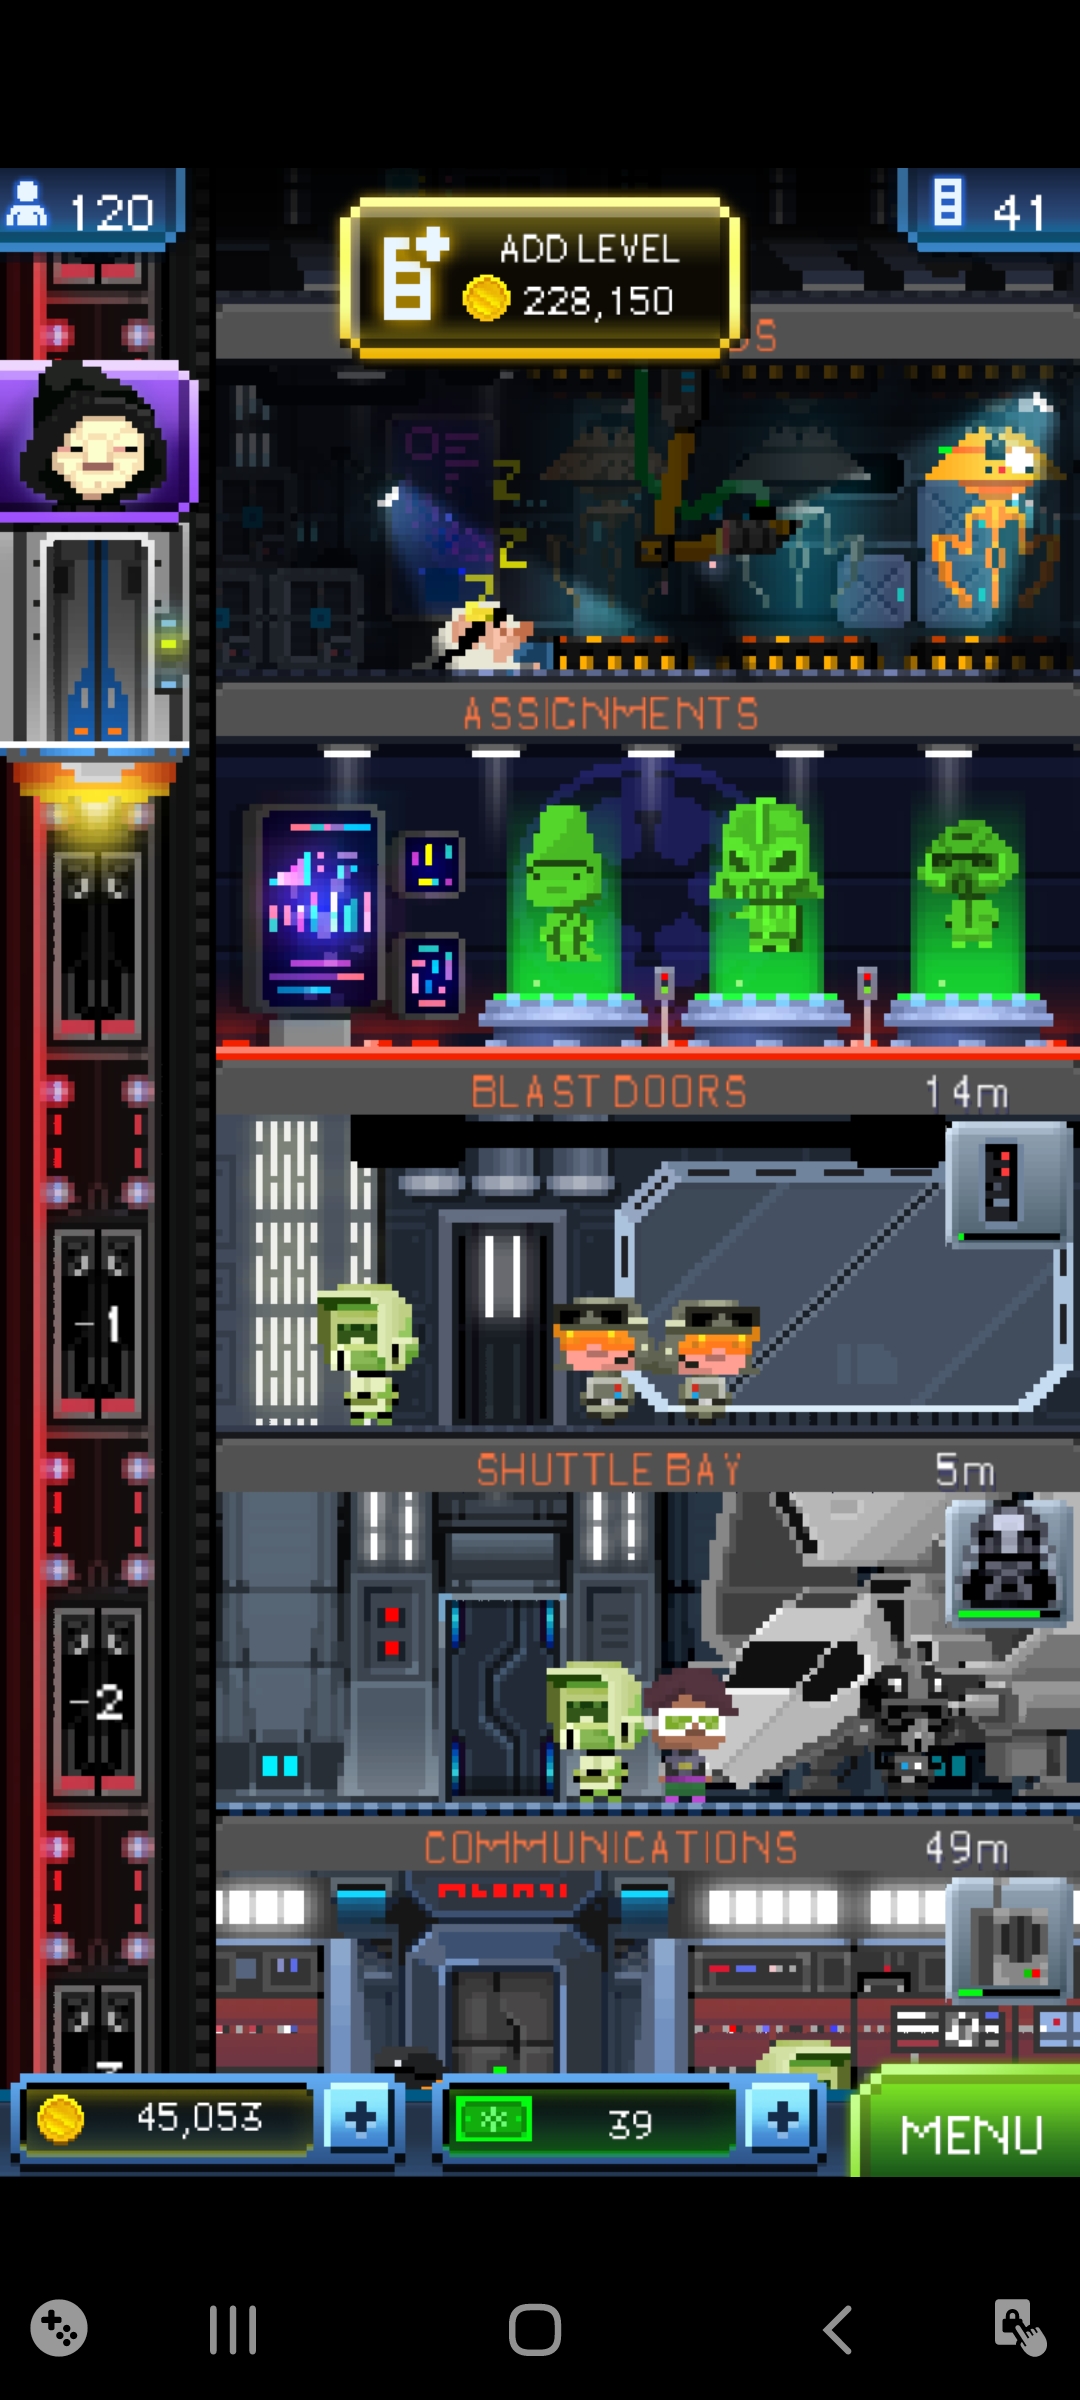 120
ADD LEVEL
228,150
41
DS
Z
Z
Z
ASSIGNMENTS
BLAST DOORS 14m
-1
SHUTTLE BAY 5m
-2
COMMUNICATIONS 49m
45,053
39
MENU